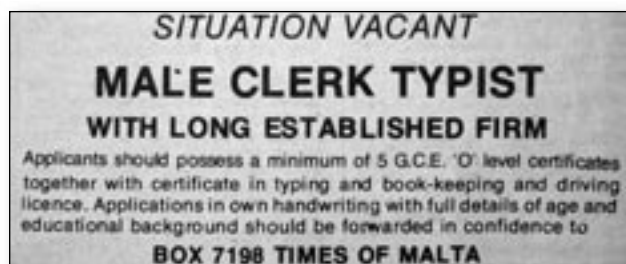 SITUATION VACANT
MALE CLERK TYPIST
WITH LONG ESTABLISHED FIRM
Applicants should possess a minimum of 5 G.C.E. 'O' level certificates
together with certificate in typing and book-keeping and driving
licence. Applications in own handwriting with full details of age and
educational background should be forwarded in confidence to
BOX 7198 TIMES OF MALTA